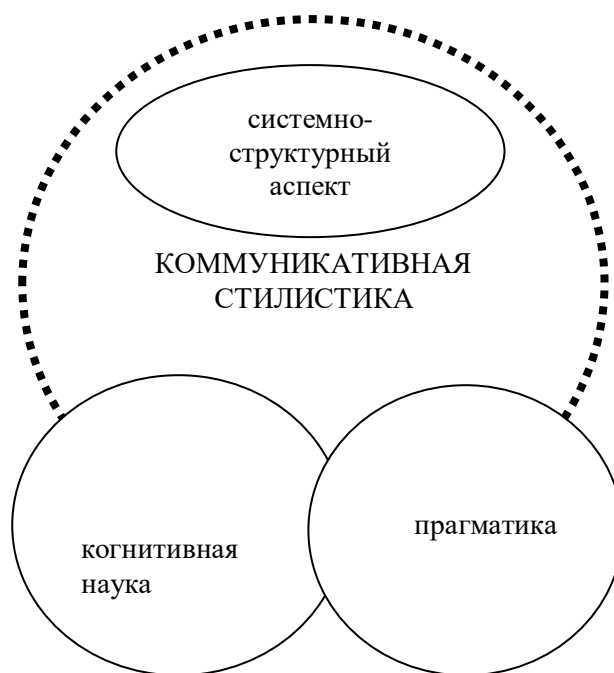 системно-
структурный
аспект
КОММУНИКАТИВНАЯ
СТИЛИСТИКА
прагматика
когнитивная
наука